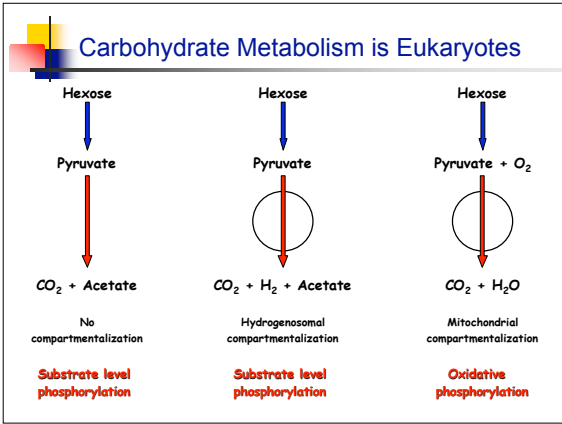 Carbohydrate Metabolism is Eukaryotes
Hexose
Hexose
Hexose
Pyruvate
Pyruvate
Pyruvate + O₂
CO₂ + Acetate
CO₂ + H₂ + Acetate
CO₂ + H₂O
No
compartmentalization
Hydrogenosomal
compartmentalization
Mitochondrial
compartmentalization
Substrate level
phosphorylation
Substrate level
phosphorylation
Oxidative
phosphorylation